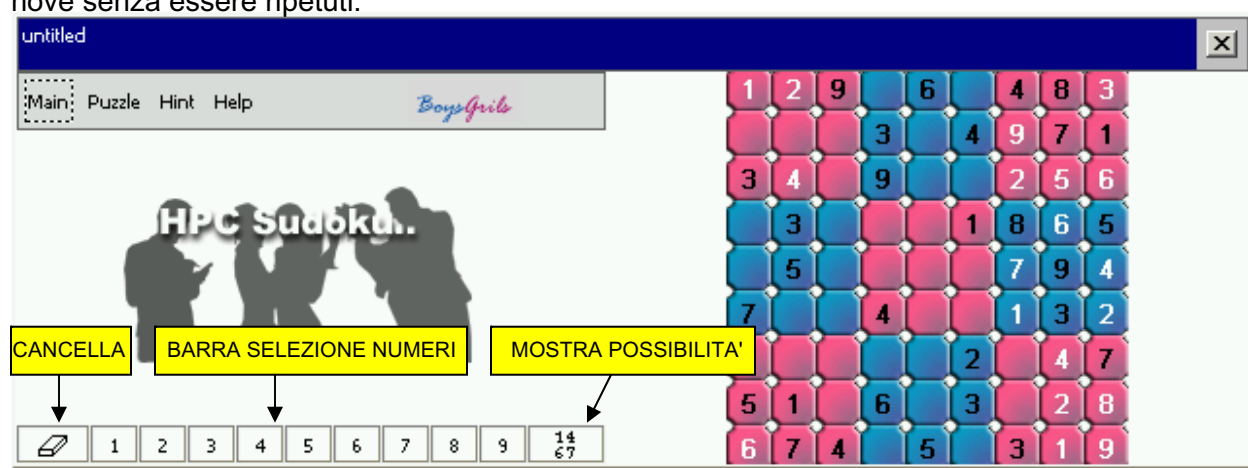 nove senza essere ripetuti.
untitled
Main Puzzle Hint Help BoysGrils
1 2 9 6 4 8 3
3 4 9 7 1
3 4 9 2 5 6
HPC Sudoku..
3 1 8 6 5
5 7 9 4
7 4 1 3 2
CANCELLA BARRA SELEZIONE NUMERI MOSTRA POSSIBILITA'
2 4 7
5 1 6 3 2 8
1 2 3 4 5 6 7 8 9 14 67
6 7 4 5 3 1 9